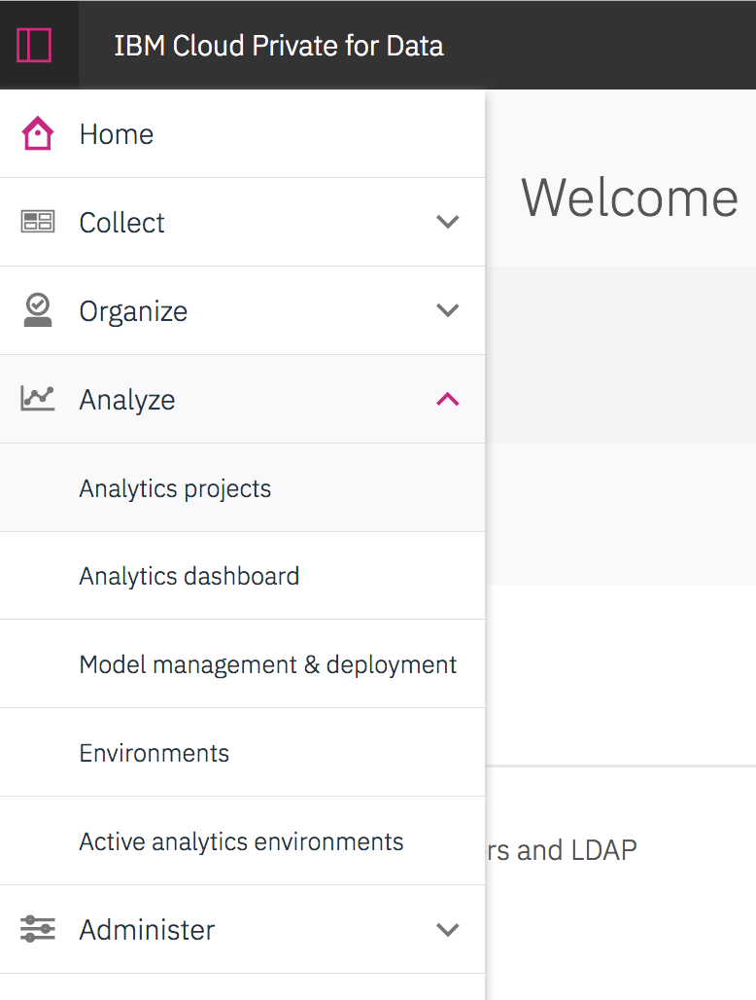 IBM Cloud Private for Data
Home
Welcome
Collect
Organize
Analyze
Analytics projects
Analytics dashboard
Model management & deployment
Environments
Active analytics environments
rs and LDAP
Administer